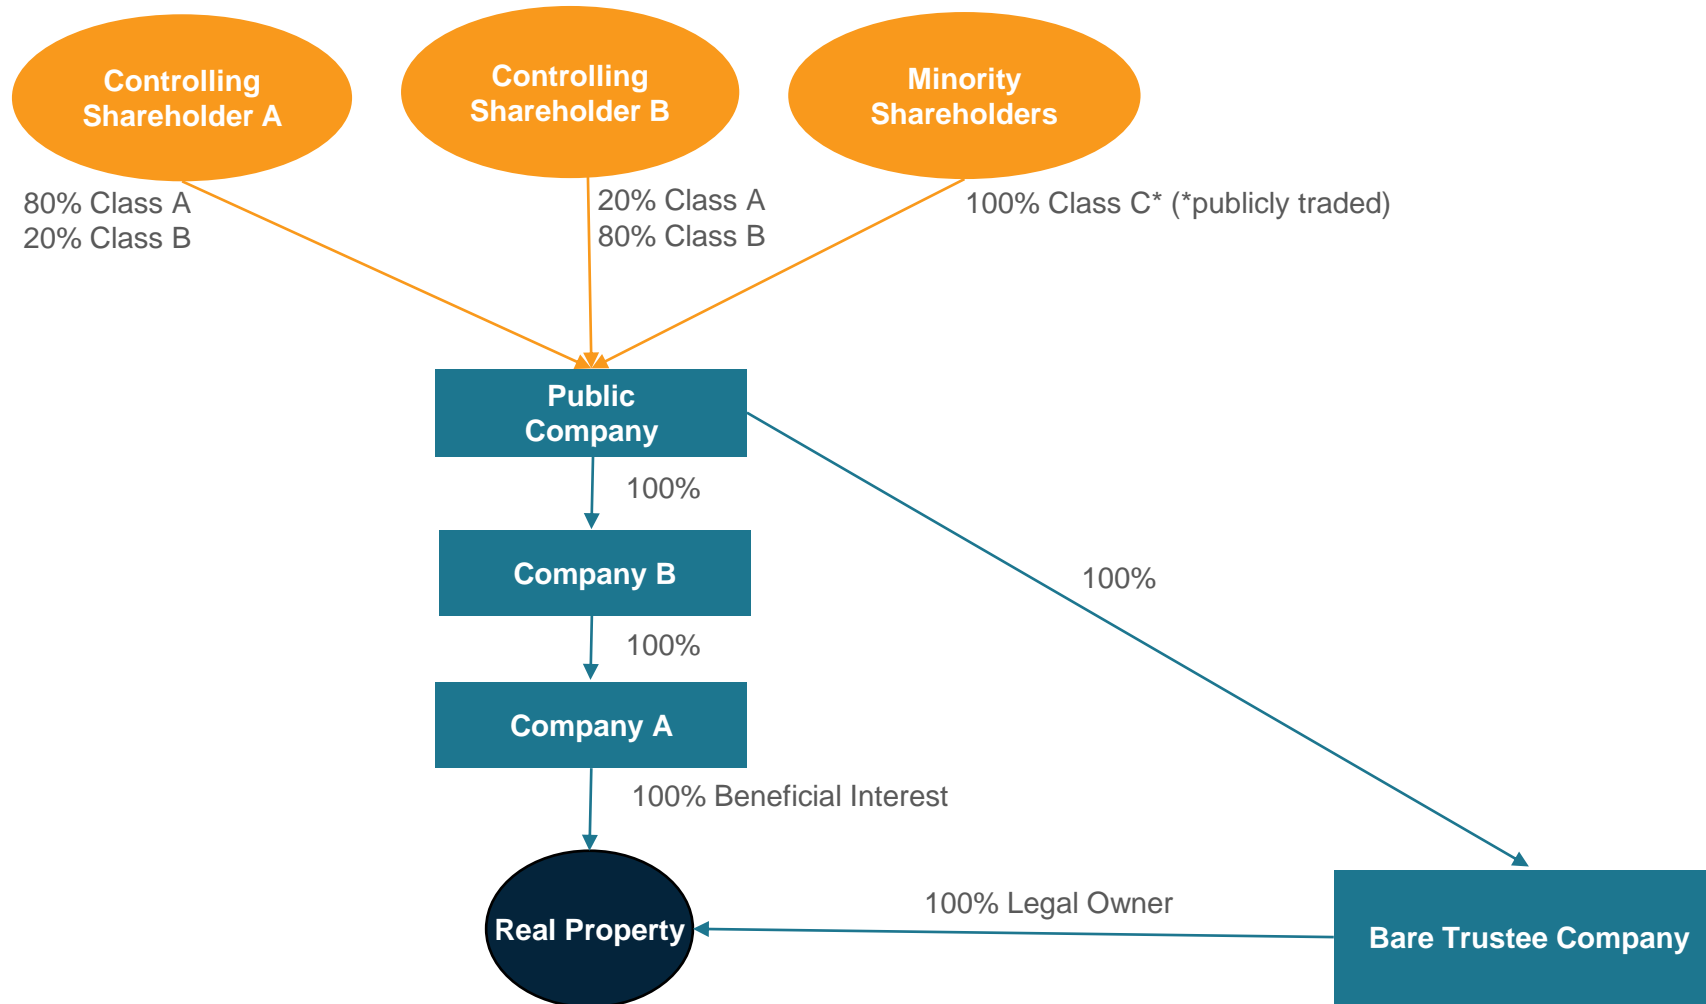 Controlling
Shareholder A
Controlling
Shareholder B
Minority
Shareholders
80% Class A
20% Class B
20% Class A
80% Class B
100% Class C* (*publicly traded)
Public
Company
100%
Company B
100%
100%
Company A
100% Beneficial Interest
Real Property
100% Legal Owner
Bare Trustee Company